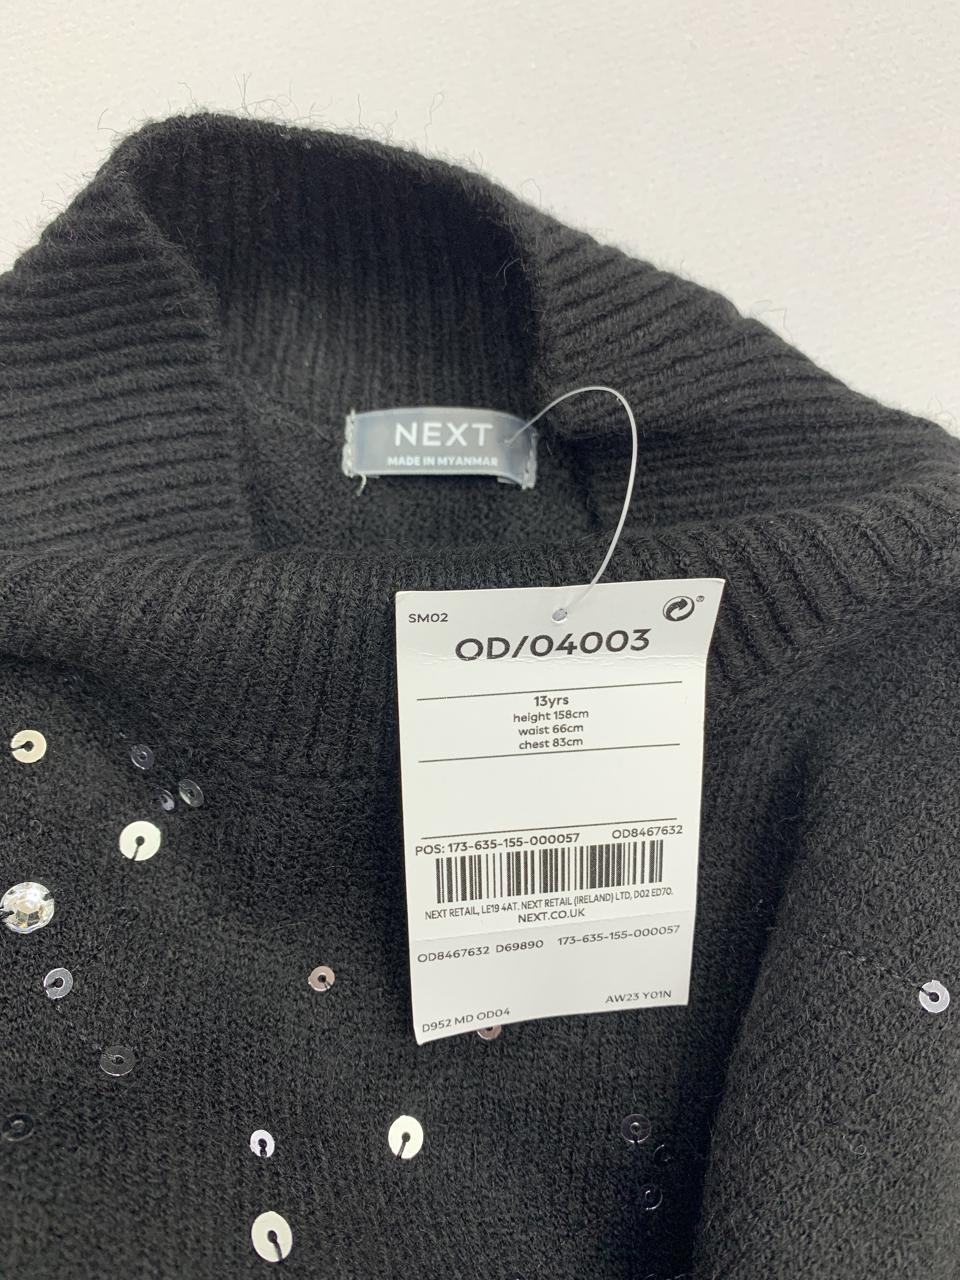 NEXT
MADE IN MYANMAR
SM02
OD/04003
13yrs
height 158cm
waist 66cm
chest 83cm
POS: 173-635-155-000057 OD8467632
NEXT RETAIL, LE19 4AT. NEXT RETAIL (IRELAND) LTD, D02 ED70.
NEXT.CO.UK
OD8467632 D69890 173-635-155-000057
D952 MD OD04 AW23 Y01N